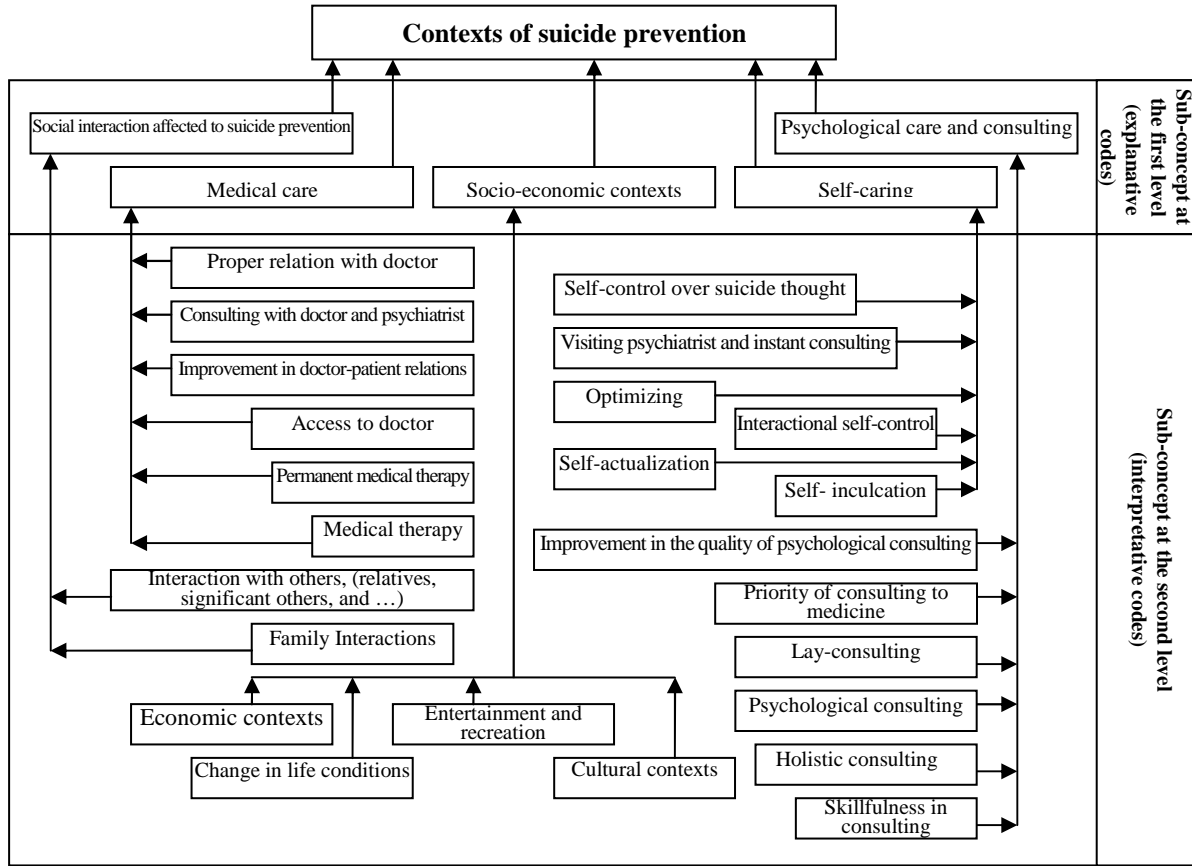 Contexts of suicide prevention
Social interaction affected to suicide prevention
Psychological care and consulting
Medical care
Socio-economic contexts
Self-caring
Sub-concept at
the first level
(explanative
codes)
Proper relation with doctor
Consulting with doctor and psychiatrist
Improvement in doctor-patient relations
Access to doctor
Permanent medical therapy
Medical therapy
Interaction with others, (relatives,
significant others, and …)
Family Interactions
Economic contexts
Change in life conditions
Entertainment and
recreation
Cultural contexts
Self-control over suicide thought
Visiting psychiatrist and instant consulting
Optimizing
Interactional self-control
Self-actualization
Self- inculcation
Improvement in the quality of psychological consulting
Priority of consulting to
medicine
Lay-consulting
Psychological consulting
Holistic consulting
Skillfulness in
consulting
Sub-concept at the second level
(interpretative codes)